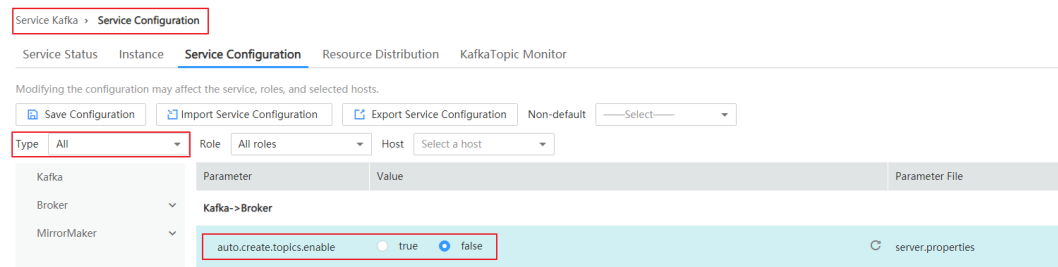 Service Kafka > Service Configuration
Service Status Instance Service Configuration Resource Distribution KafkaTopic Monitor
Modifying the configuration may affect the service, roles, and selected hosts.
Save Configuration Import Service Configuration Export Service Configuration Non-default ——Select——
Type All Role All roles Host Select a host
Kafka Parameter Value Parameter File
Broker Kafka->Broker
MirrorMaker auto.create.topics.enable true false server.properties